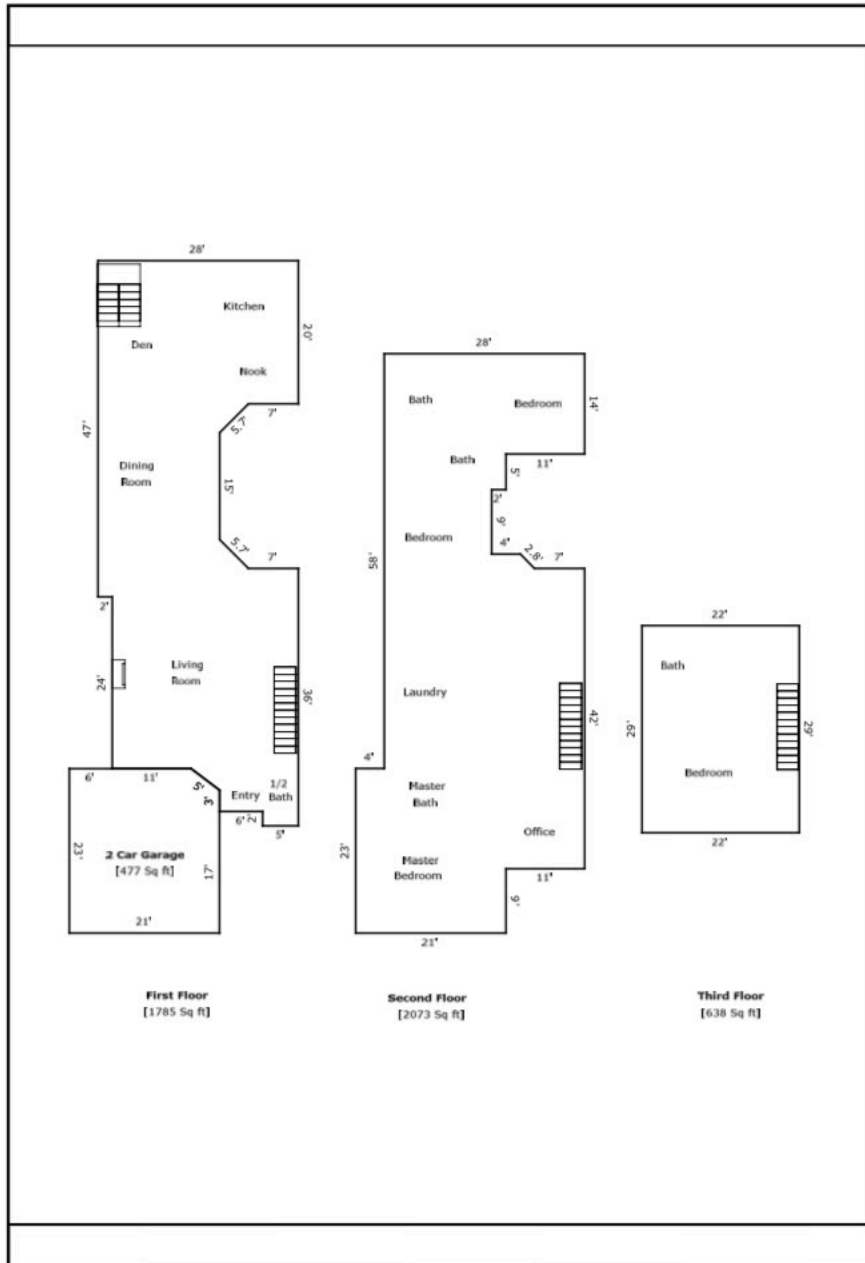 28'
Kitchen
20'
Den
Nook
7'
5.7'
47'
Dining
Room
15'
5.7'
7'
2'
24'
Living
Room
36'
6'
11'
5'
3'
Entry
1/2
Bath
6'
2'
5'
23'
2 Car Garage
[477 Sq ft]
17'
21'
First Floor
[1785 Sq ft]
28'
Bath
Bedroom
14'
Bath
11'
5'
2'
9'
Bedroom
4'
2.8'
7'
58'
Laundry
42'
4'
Master
Bath
Office
23'
Master
Bedroom
11'
9'
21'
Second Floor
[2073 Sq ft]
22'
Bath
29'
29'
Bedroom
22'
Third Floor
[638 Sq ft]